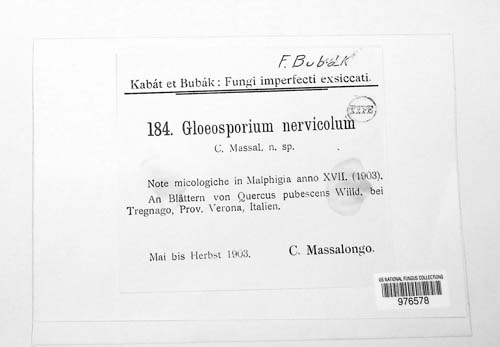 F. Bubák
Kabát et Bubák: Fungi imperfecti exsiccati.
TYPE
184. Gloeosporium nervicolum
C. Massal. n. sp.
Note micologiche in Malphigia anno XVII. (1903).
An Blättern von Quercus pubescens Willd. bei
Tregnago, Prov. Verona, Italien.
Mai bis Herbst 1903. C. Massalongo.
US NATIONAL FUNGUS COLLECTIONS
976578